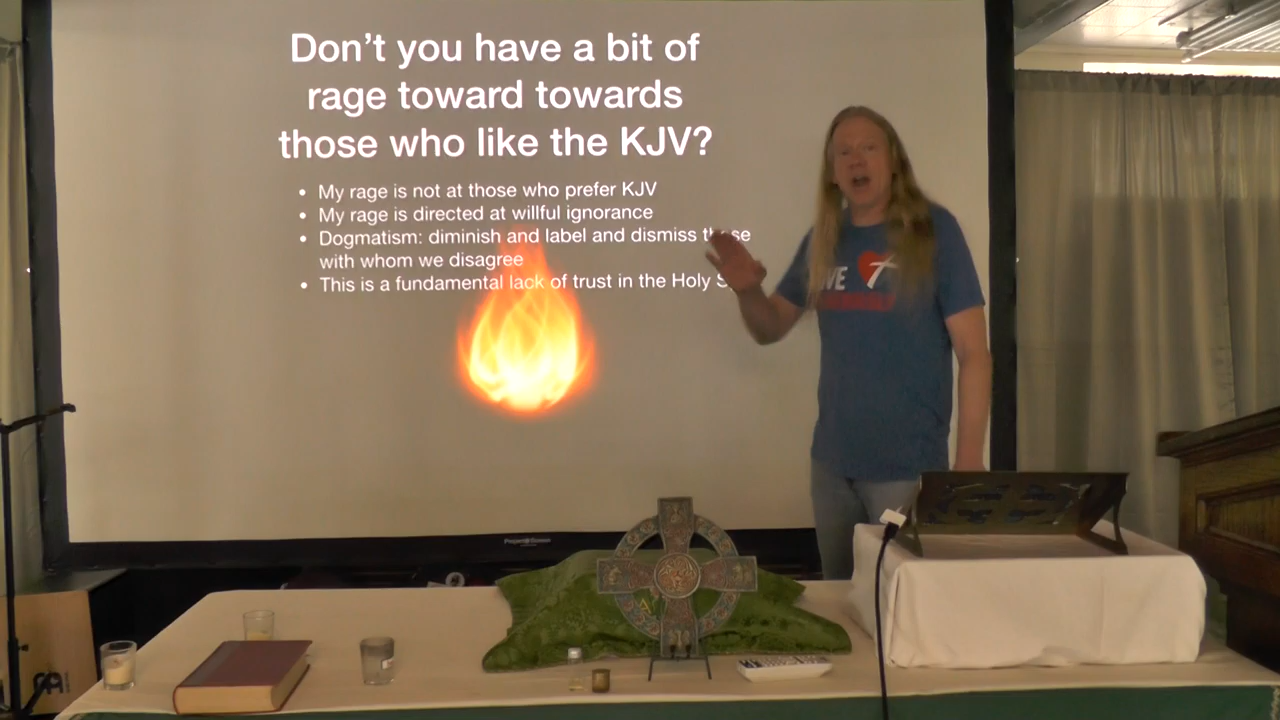 Don't you have a bit of
rage toward towards
those who like the KJV?
• My rage is not at those who prefer KJV
• My rage is directed at willful ignorance
• Dogmatism: diminish and label and dismiss
with whom we disagree
• This is a fundamental lack of trust in the Holy